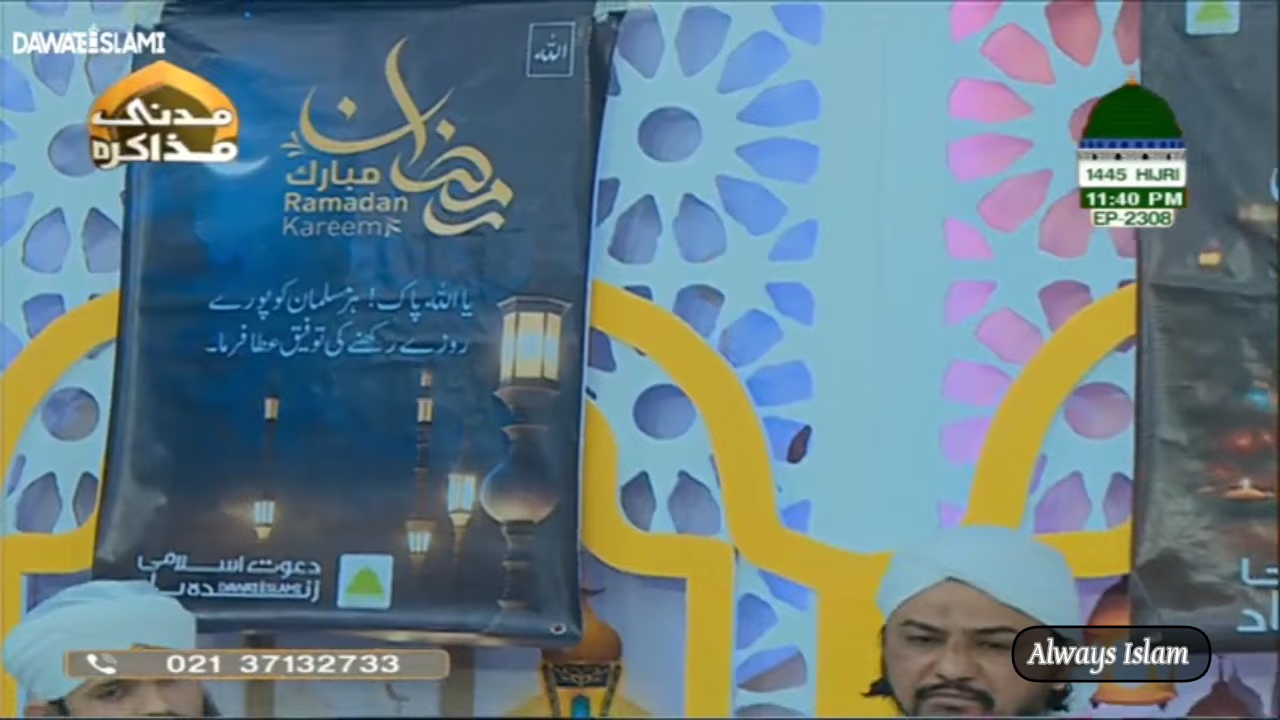 DAWATEISLAMI
مدنی
مذاکرہ
اللہ
رمضان
مبارك
Ramadan
Kareem
یا اللہ پاک! ہر مسلمان کو پورے
روزے رکھنے کی توفیق عطا فرما۔
دعوتِ اسلامی
DAWATEISLAMI
1445 HIJRI
11:40 PM
EP-2308
021 37132733
Always Islam